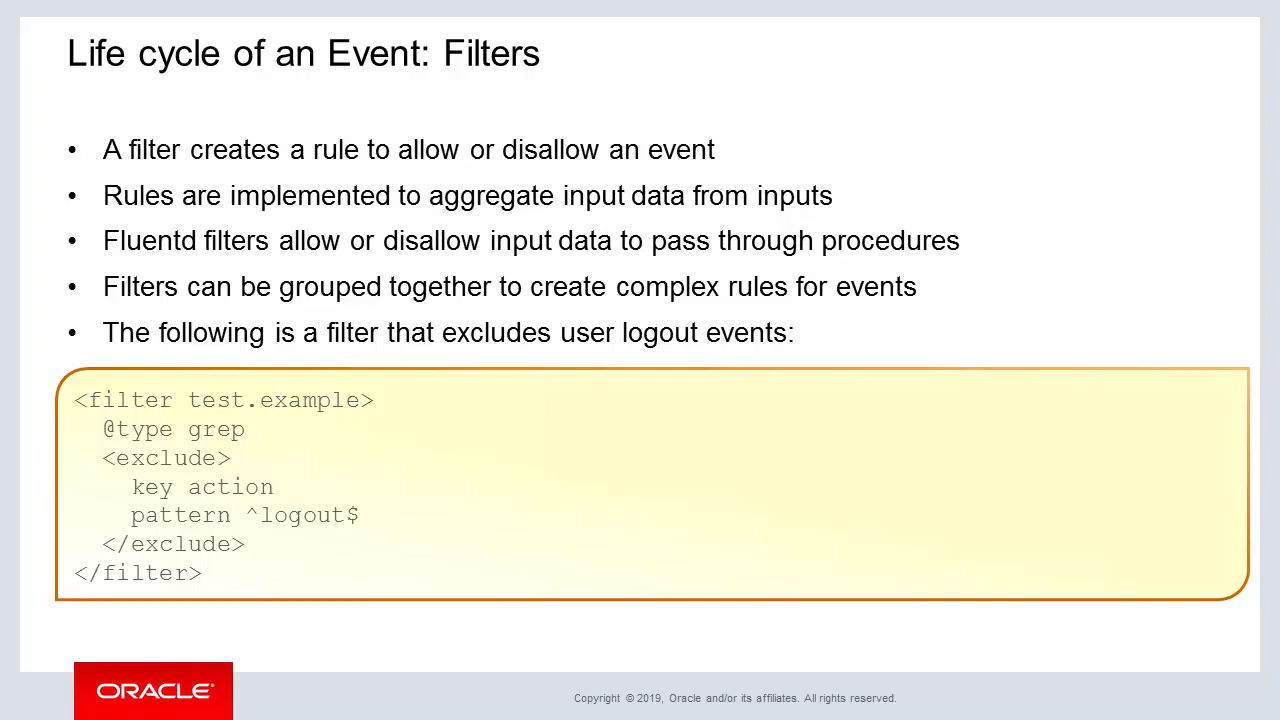 Life cycle of an Event: Filters
• A filter creates a rule to allow or disallow an event
• Rules are implemented to aggregate input data from inputs
• Fluentd filters allow or disallow input data to pass through procedures
• Filters can be grouped together to create complex rules for events
• The following is a filter that excludes user logout events:
<filter test.example>
  @type grep
  <exclude>
    key action
    pattern ^logout$
  </exclude>
</filter>
ORACLE®
Copyright © 2019, Oracle and/or its affiliates. All rights reserved.